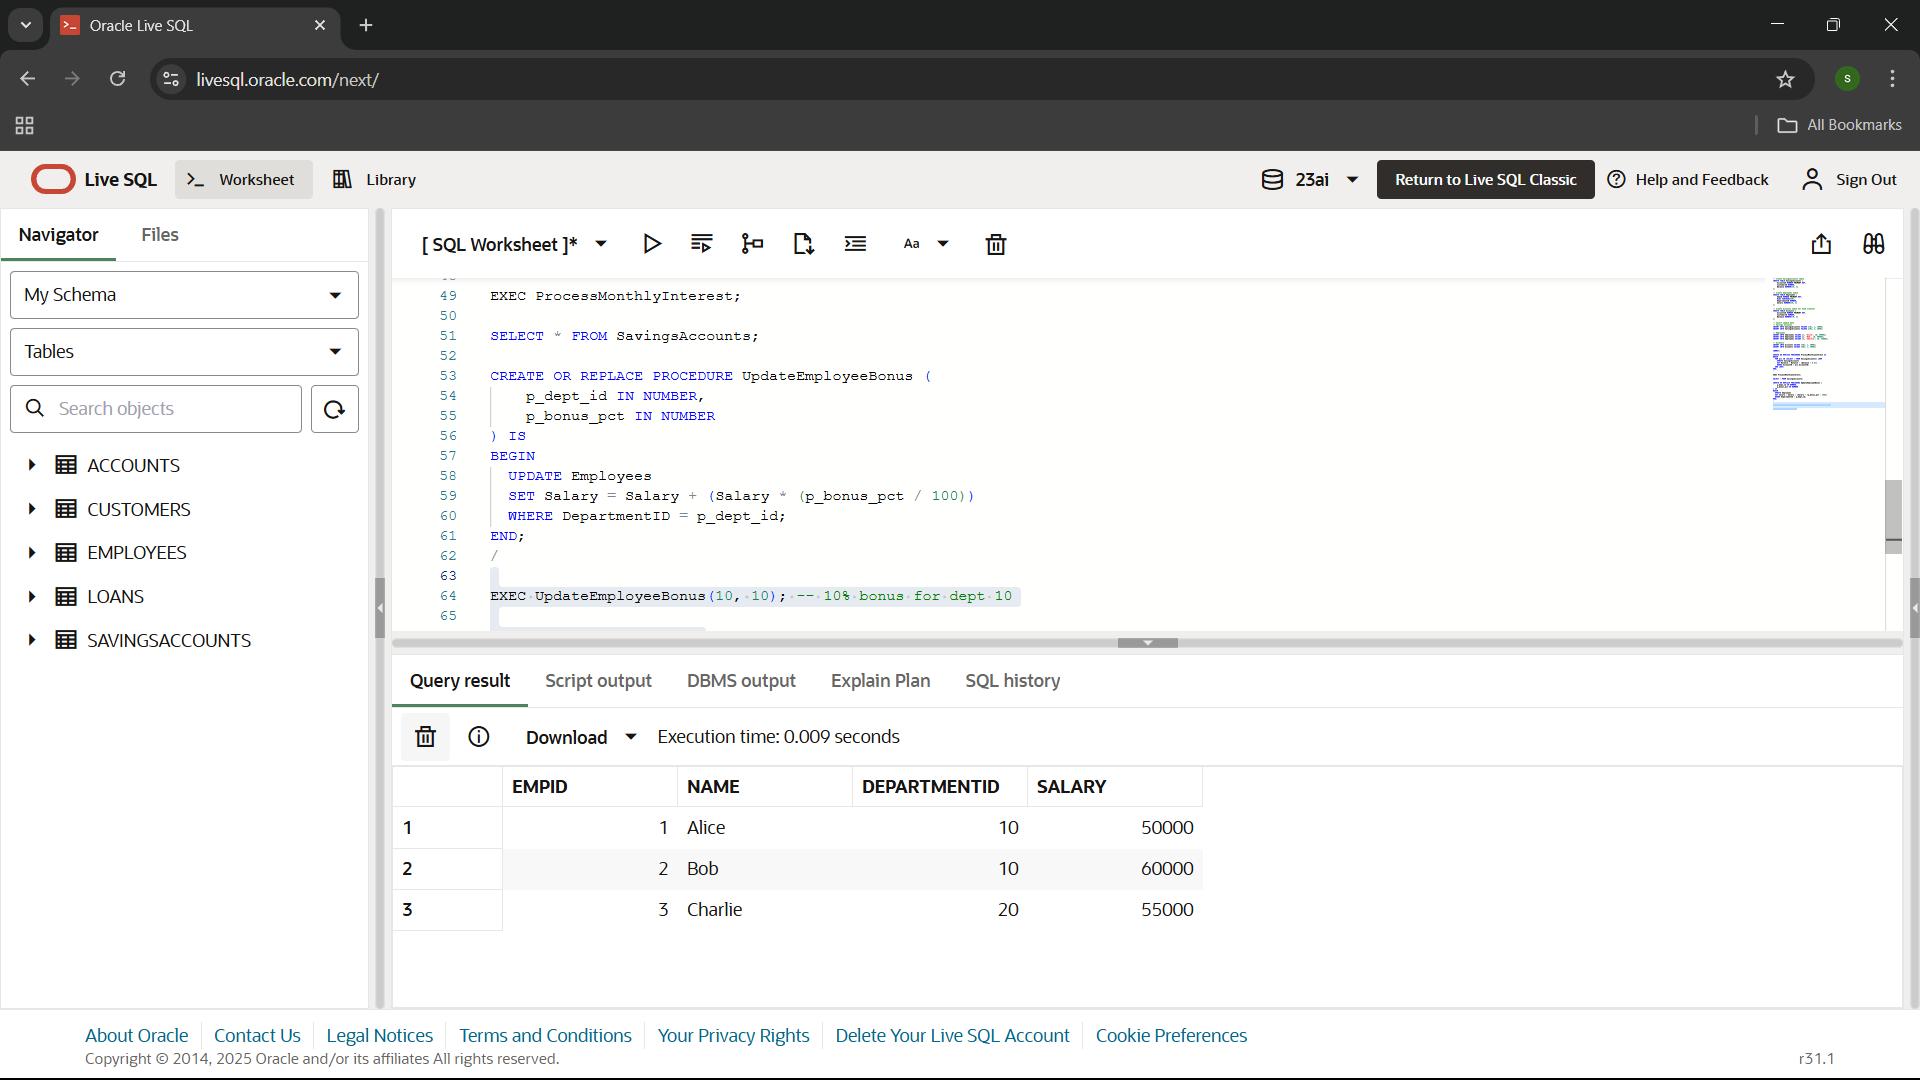 Oracle Live SQL
livesql.oracle.com/next/
S
All Bookmarks
Live SQL
Worksheet
Library
23ai
Return to Live SQL Classic
Help and Feedback
Sign Out
Navigator
Files
My Schema
Tables
Search objects
ACCOUNTS
CUSTOMERS
EMPLOYEES
LOANS
SAVINGSACCOUNTS
[ SQL Worksheet ]*
Aa
49 EXEC ProcessMonthlyInterest;
50
51 SELECT * FROM SavingsAccounts;
52
53 CREATE OR REPLACE PROCEDURE UpdateEmployeeBonus (
54 p_dept_id IN NUMBER,
55 p_bonus_pct IN NUMBER
56 ) IS
57 BEGIN
58 UPDATE Employees
59 SET Salary = Salary + (Salary * (p_bonus_pct / 100))
60 WHERE DepartmentID = p_dept_id;
61 END;
62 /
63
64 EXEC UpdateEmployeeBonus(10, 10); -- 10% bonus for dept 10
65
Query result
Script output
DBMS output
Explain Plan
SQL history
Download
Execution time: 0.009 seconds
EMPID NAME DEPARTMENTID SALARY
1 1 Alice 10 50000
2 2 Bob 10 60000
3 3 Charlie 20 55000
About Oracle
Contact Us
Legal Notices
Terms and Conditions
Your Privacy Rights
Delete Your Live SQL Account
Cookie Preferences
Copyright © 2014, 2025 Oracle and/or its affiliates All rights reserved.
r31.1